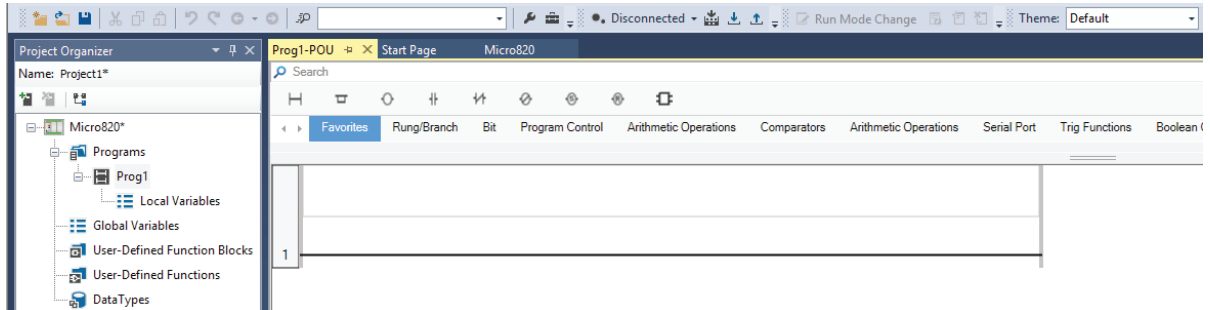 Disconnected Run Mode Change Theme: Default
Project Organizer
Name: Project1*
Micro820*
Programs
Prog1
Local Variables
Global Variables
User-Defined Function Blocks
User-Defined Functions
DataTypes
Prog1-POU Start Page Micro820
Search
Favorites Rung/Branch Bit Program Control Arithmetic Operations Comparators Arithmetic Operations Serial Port Trig Functions Boolean
1